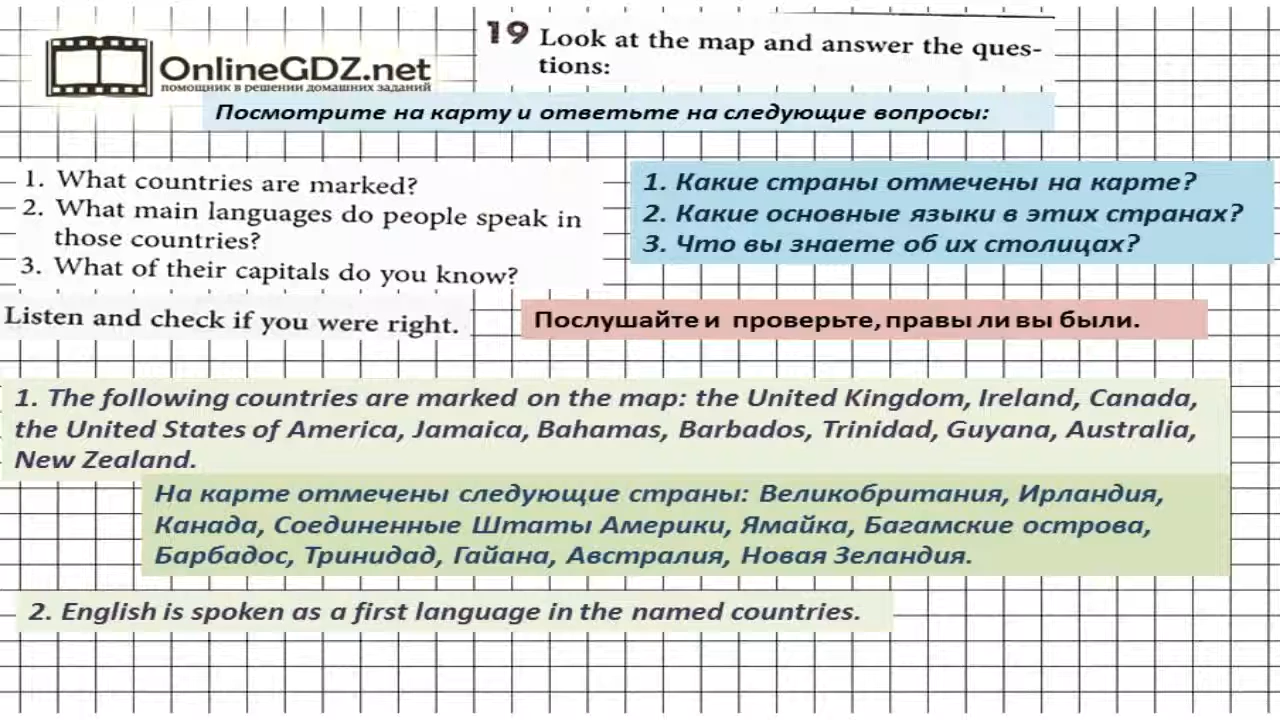 OnlineGDZ.net
помощник в решении домашних заданий
19 Look at the map and answer the ques-
tions:
Посмотрите на карту и ответьте на следующие вопросы:
1. What countries are marked?
2. What main languages do people speak in
those countries?
3. What of their capitals do you know?
1. Какие страны отмечены на карте?
2. Какие основные языки в этих странах?
3. Что вы знаете об их столицах?
Listen and check if you were right.
Послушайте и проверьте, правы ли вы были.
1. The following countries are marked on the map: the United Kingdom, Ireland, Canada,
the United States of America, Jamaica, Bahamas, Barbados, Trinidad, Guyana, Australia,
New Zealand.
На карте отмечены следующие страны: Великобритания, Ирландия,
Канада, Соединенные Штаты Америки, Ямайка, Багамские острова,
Барбадос, Тринидад, Гайана, Австралия, Новая Зеландия.
2. English is spoken as a first language in the named countries.